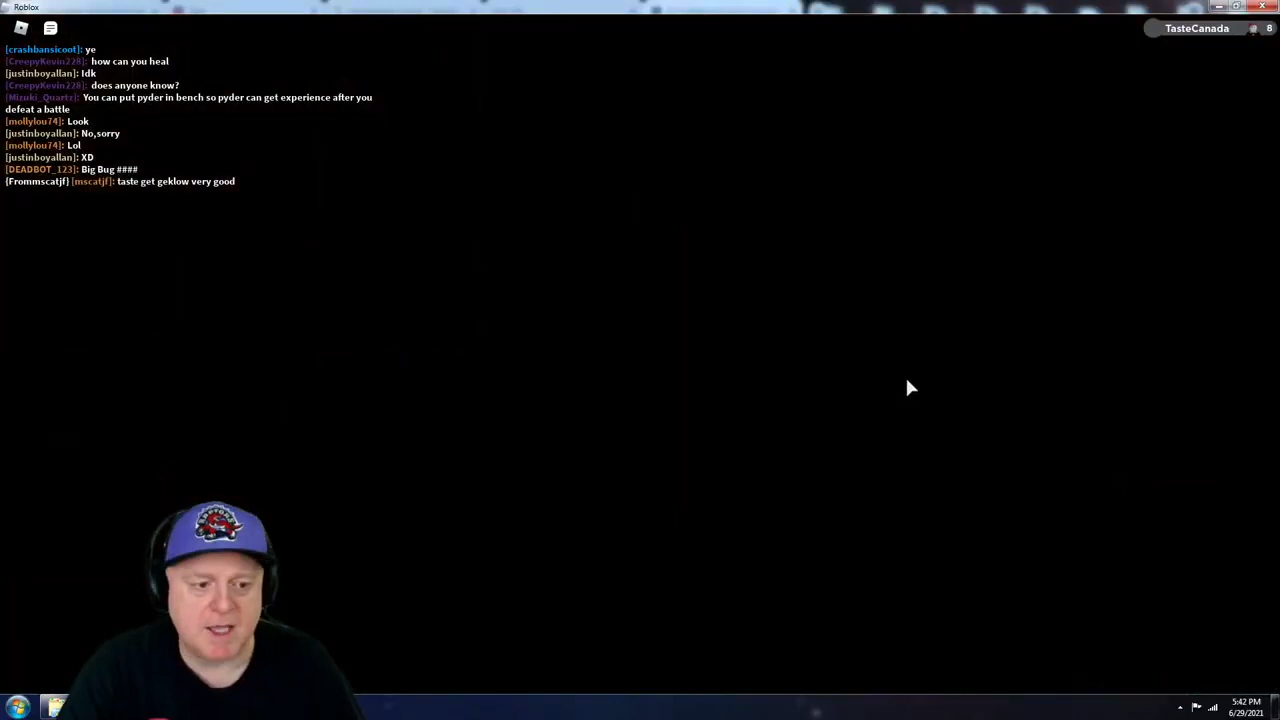 Roblox
TasteCanada 8
[crashbansicoot]: ye
[CreepyKevin228]: how can you heal
[justinboyallan]: Idk
[CreepyKevin228]: does anyone know?
[Mizuki_Quartz]: You can put pyder in bench so pyder can get experience after you
defeat a battle
[mollylou74]: Look
[justinboyallan]: No,sorry
[mollylou74]: Lol
[justinboyallan]: XD
[DEADBOT_123]: Big Bug ####
{Frommscatjf} [mscatjf]: taste get geklow very good
RAPTORS
5:42 PM
6/29/2021